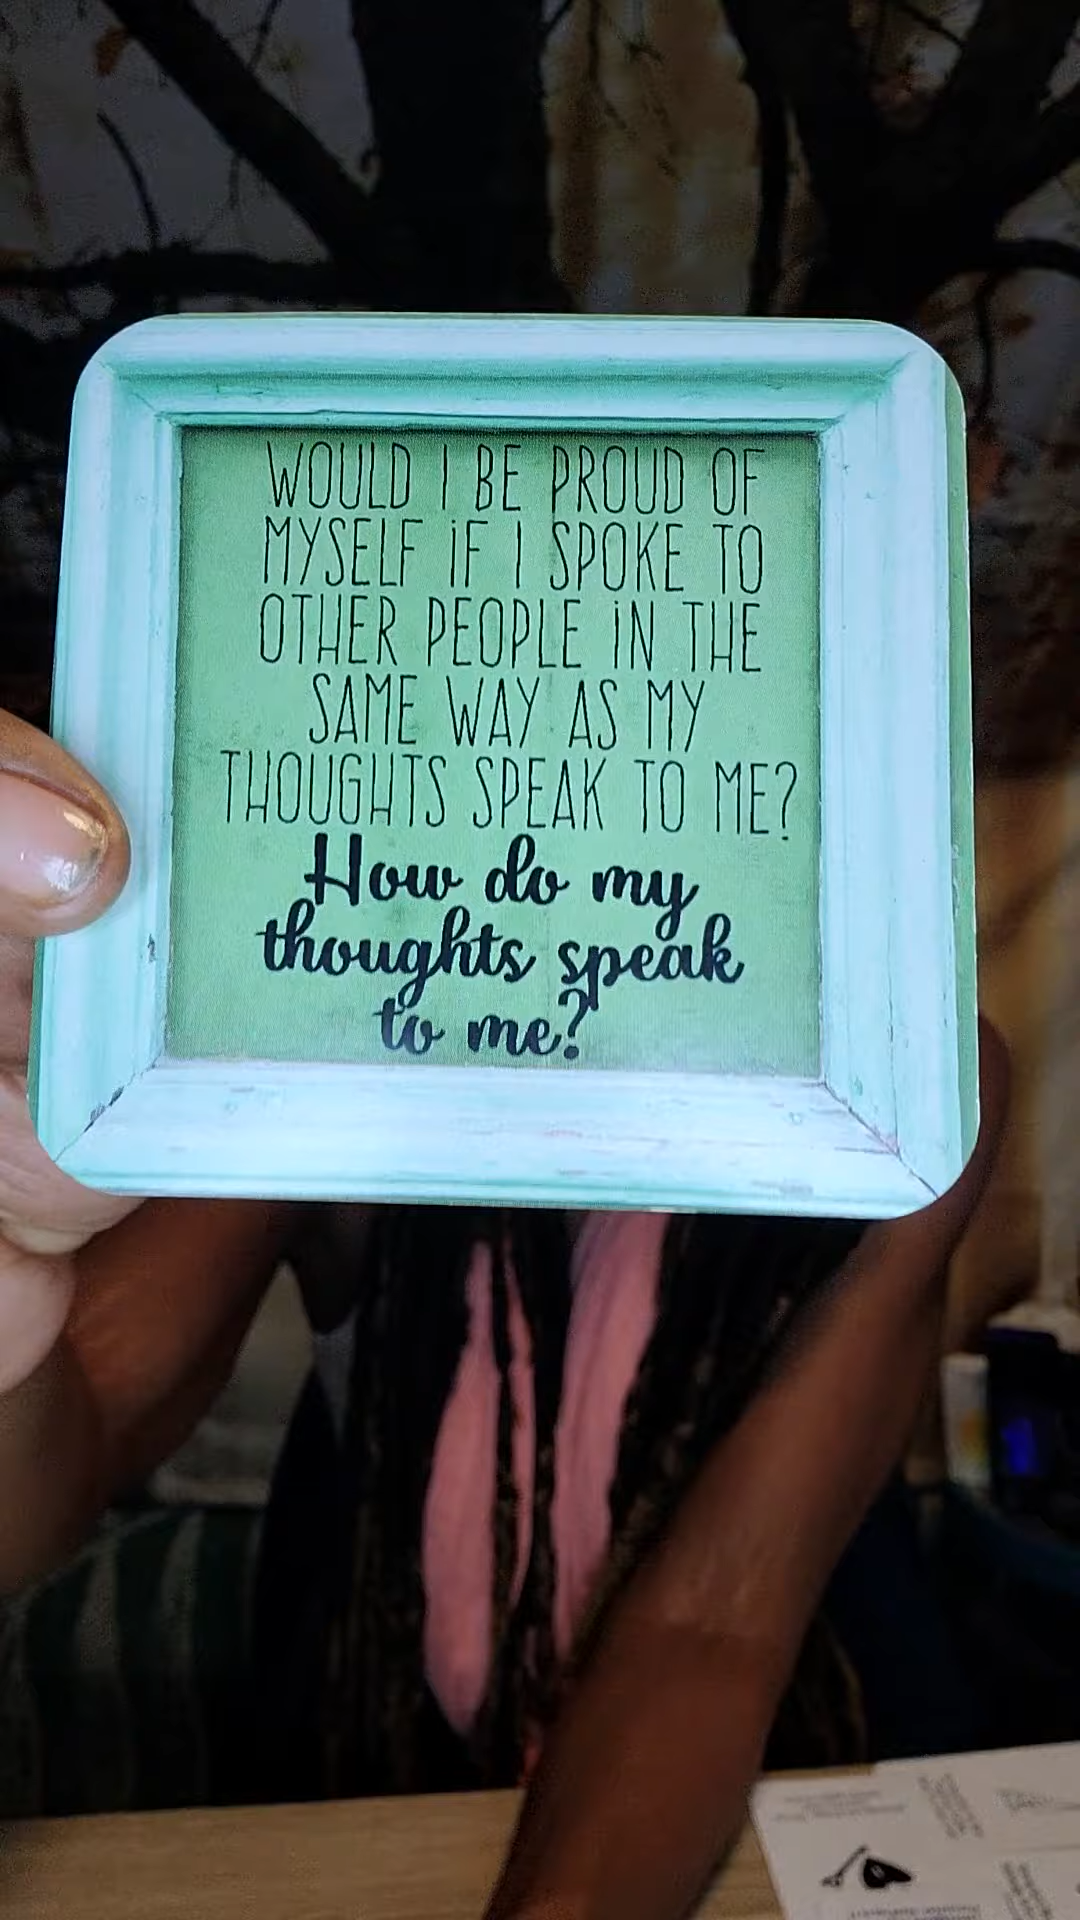 WOULD I BE PROUD OF
MYSELF IF I SPOKE TO
OTHER PEOPLE IN THE
SAME WAY AS MY
THOUGHTS SPEAK TO ME?
How do my
thoughts speak
to me?